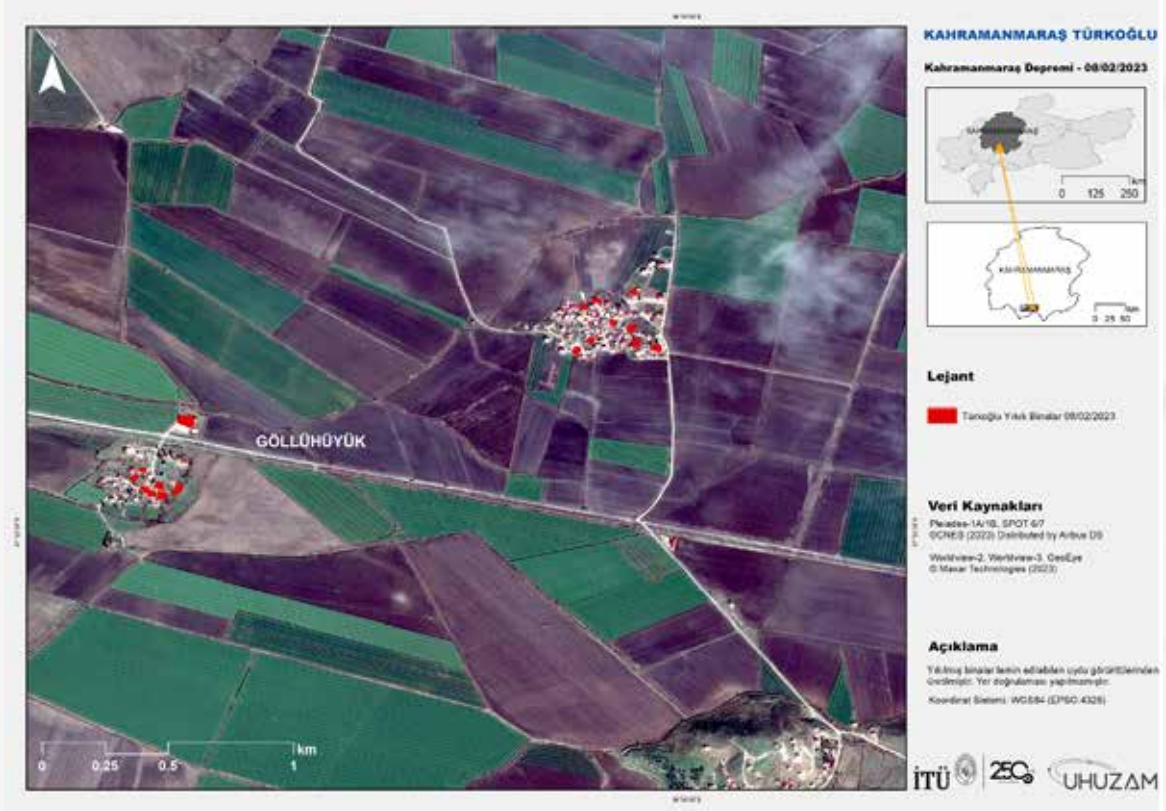 KAHRAMANMARAŞ TÜRKOĞLU
Kahramanmaraş Depremi - 08/02/2023
KAHRAMANMARAŞ
km
0 125 250
KAHRAMANMARAŞ
km
0 25 50
Lejant
Türkoğlu Yıkık Binalar 08/02/2023
GÖLLÜHÜYÜK
Veri Kaynakları
Pleiades-1A/1B, SPOT 6/7
©CNES (2023) Distributed by Airbus DS
Worldview-2, Worldview-3, GeoEye
© Maxar Technologies (2023)
Açıklama
Yıkılmış binalar temin edilebilen uydu görüntülerinden
üretilmiştir. Yer doğrulaması yapılmamıştır.
Koordinat Sistemi: WGS84 (EPSG:4326)
km
0 0.25 0.5 1
İTÜ 250 UHUZAM